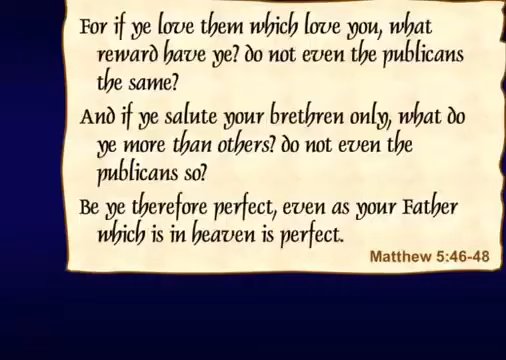 For if ye love them which love you, what
reward have ye? do not even the publicans
the same?
And if ye salute your brethren only, what do
ye more than others? do not even the
publicans so?
Be ye therefore perfect, even as your Father
which is in heaven is perfect.
Matthew 5:46-48